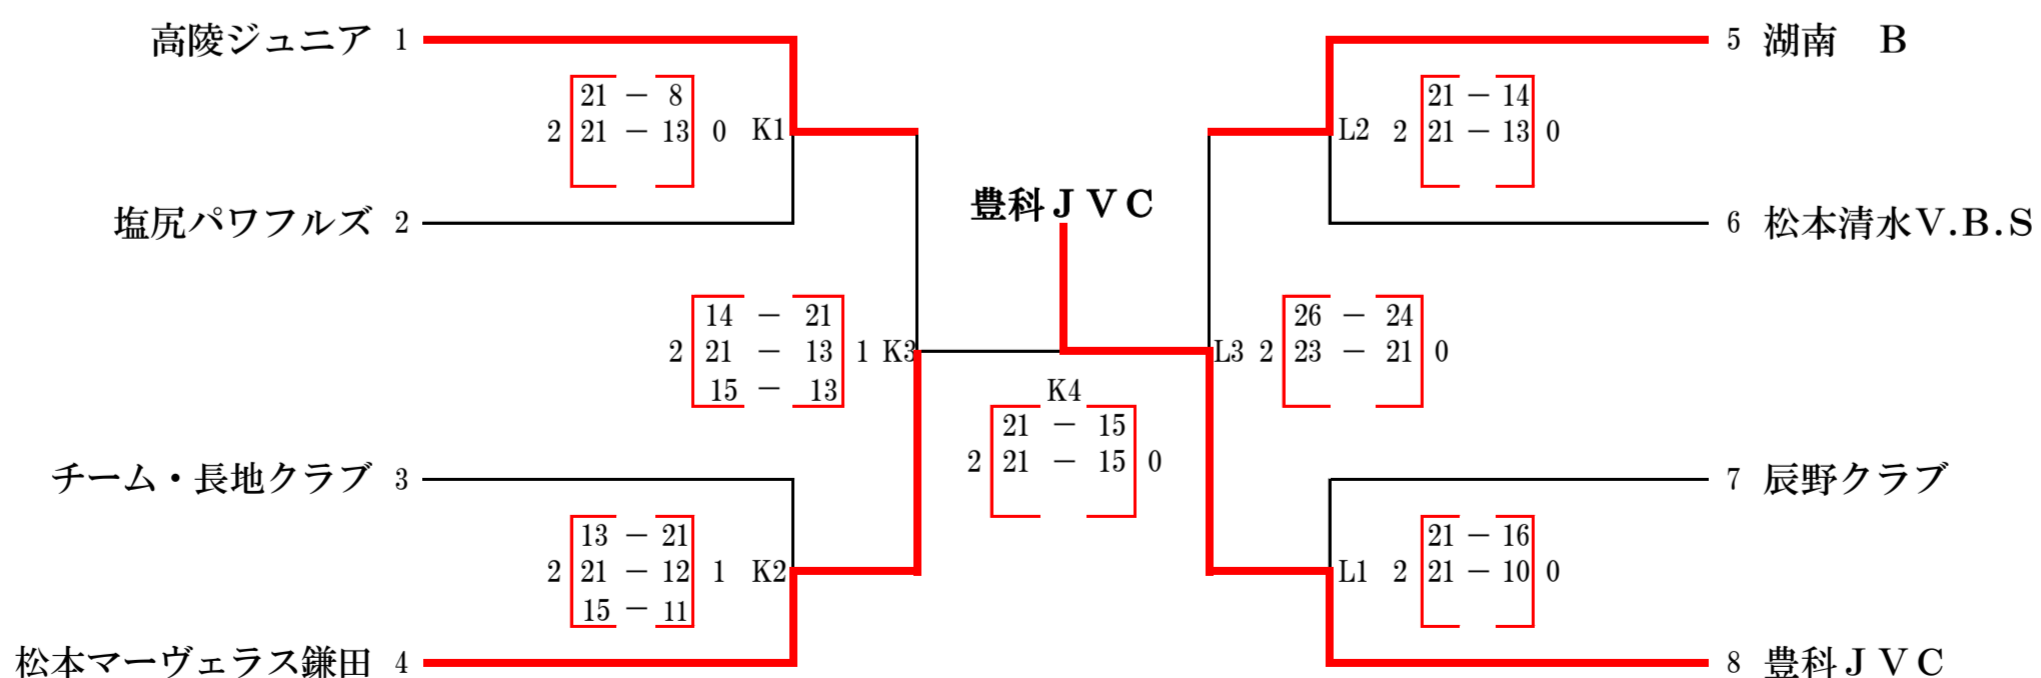 高陵ジュニア 1
21 － 8
2 21 － 13 0 K1
塩尻パワフルズ 2
14 － 21
2 21 － 13 1 K3
15 － 13
チーム・長地クラブ 3
13 － 21
2 21 － 12 1 K2
15 － 11
松本マーヴェラス鎌田 4
豊科ＪＶＣ
K4
21 － 15
2 21 － 15 0
5 湖南　Ｂ
21 － 14
L2 2 21 － 13 0
6 松本清水V.B.S
26 － 24
L3 2 23 － 21 0
7 辰野クラブ
21 － 16
L1 2 21 － 10 0
8 豊科ＪＶＣ